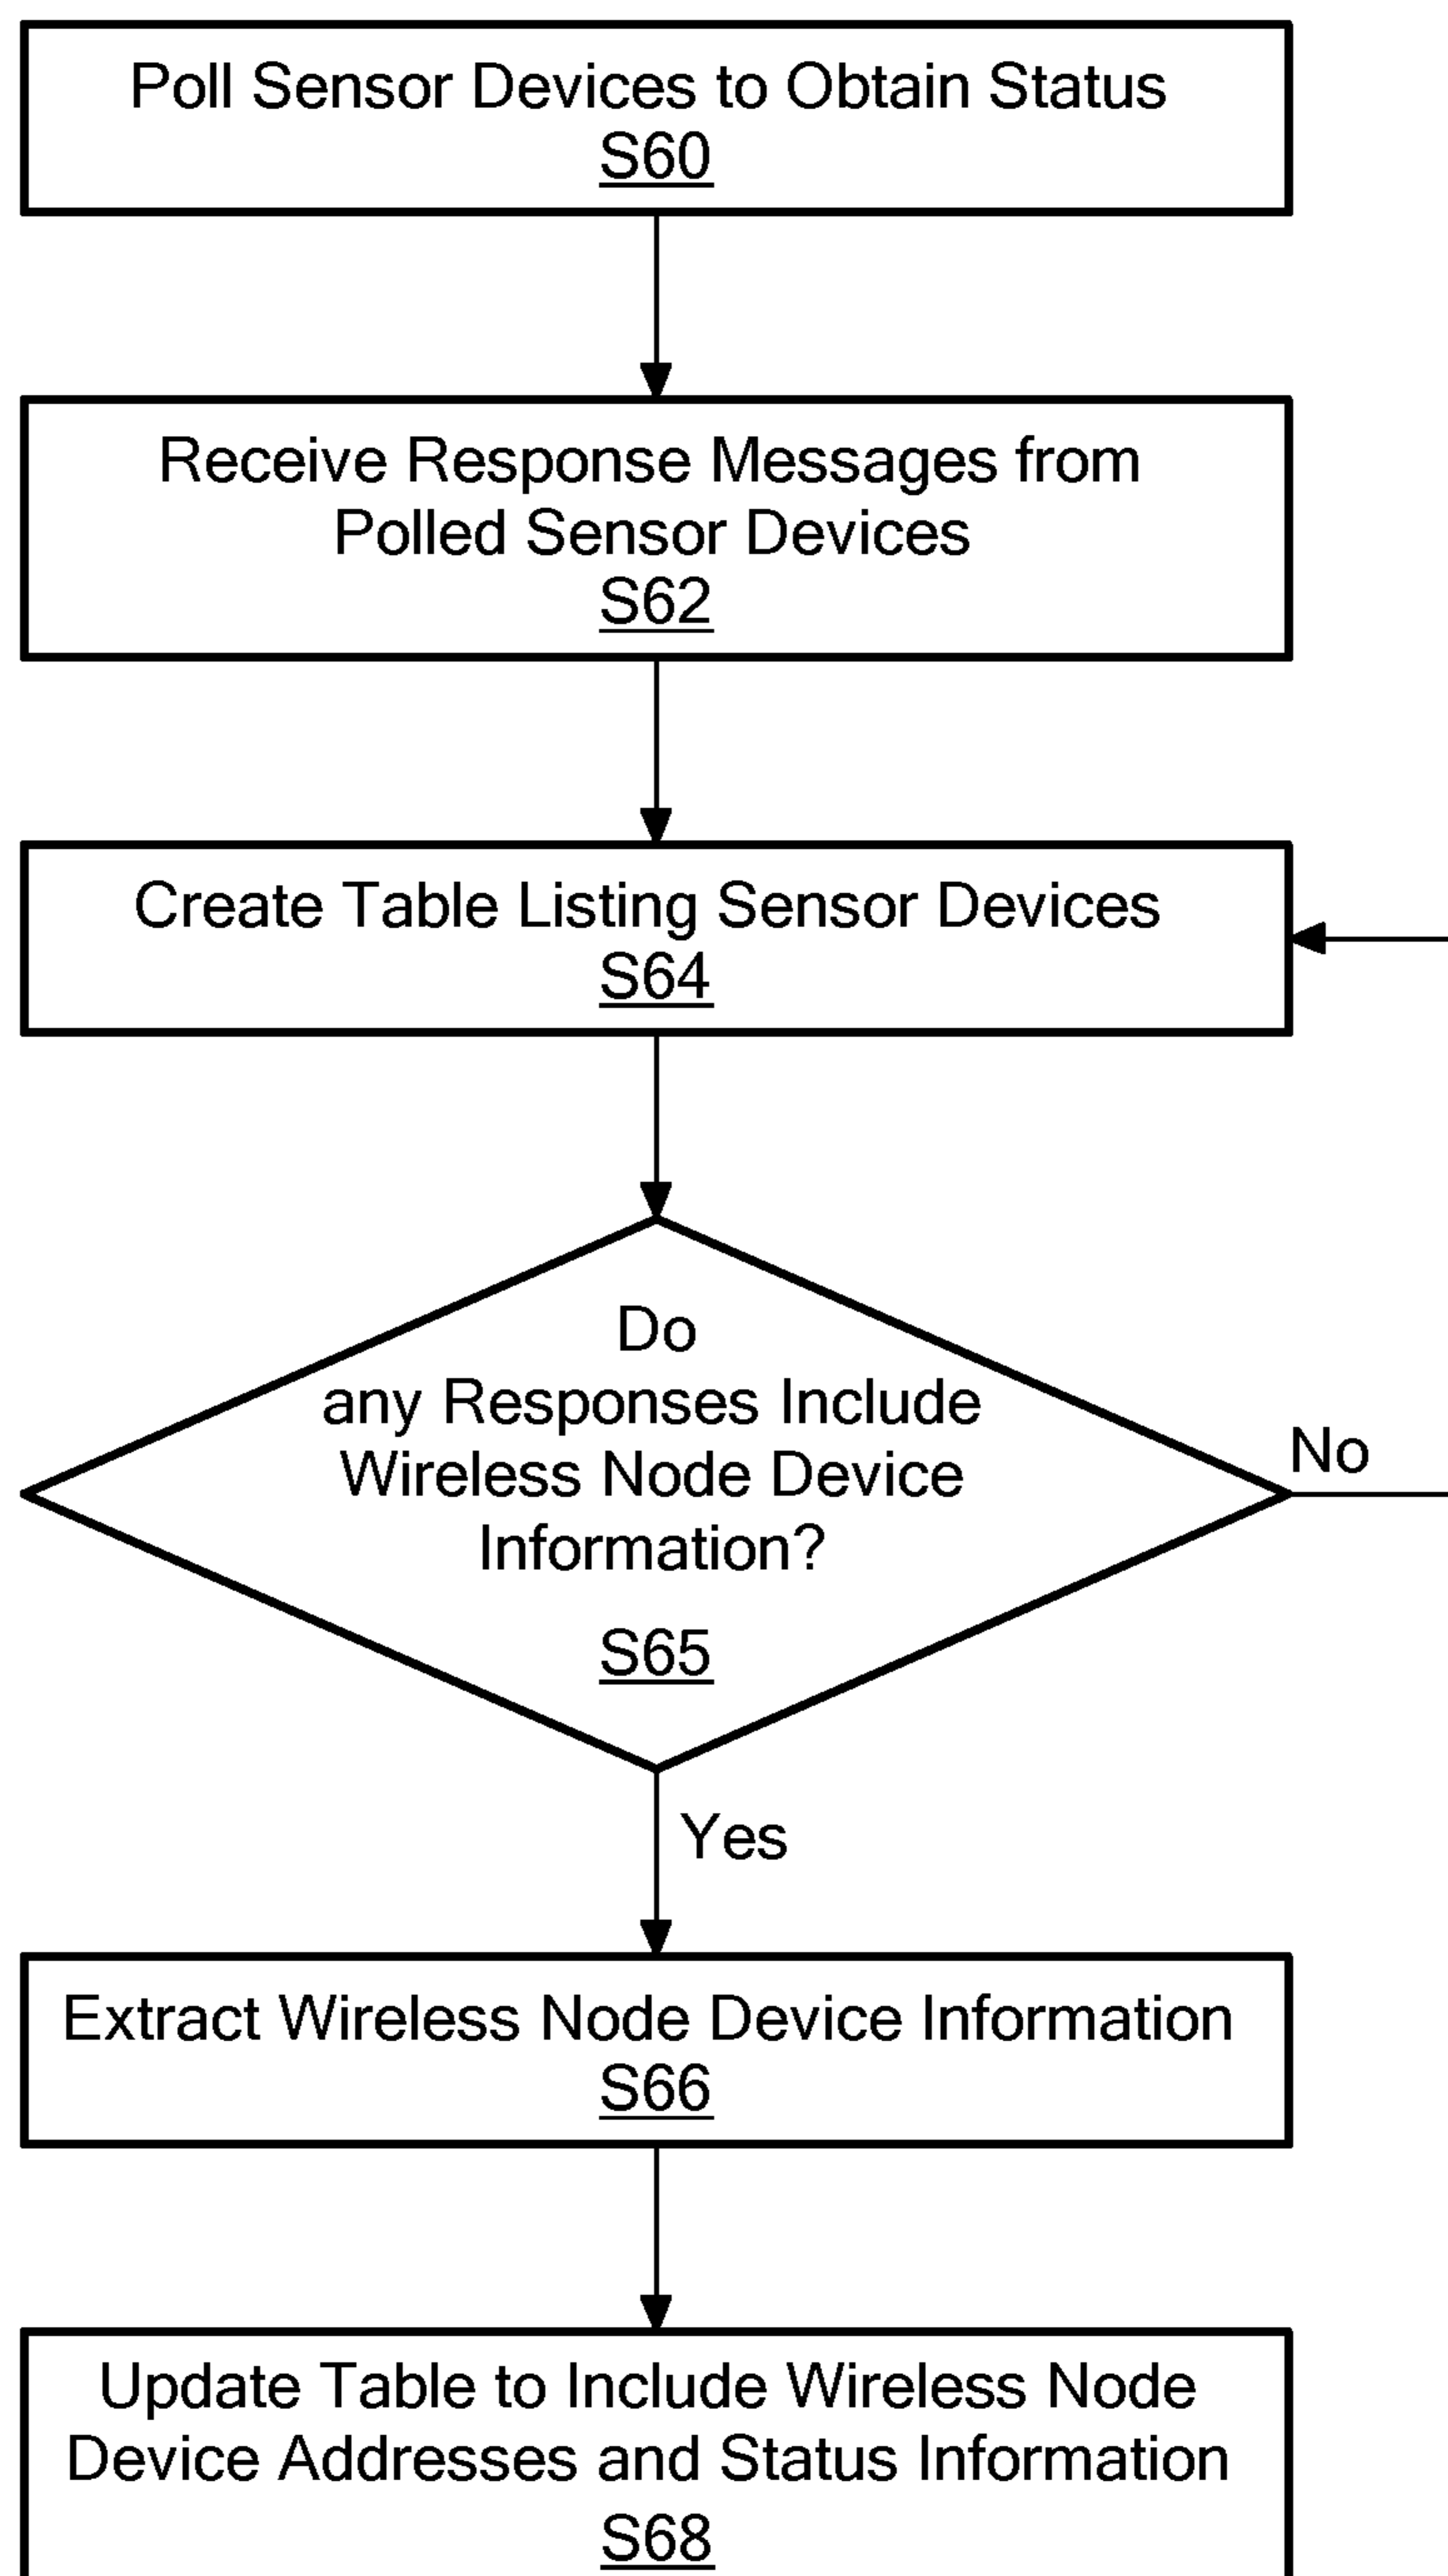 Poll Sensor Devices to Obtain Status
S60
Receive Response Messages from
Polled Sensor Devices
S62
Create Table Listing Sensor Devices
S64
Do
any Responses Include
Wireless Node Device
Information?
S65
No
Yes
Extract Wireless Node Device Information
S66
Update Table to Include Wireless Node
Device Addresses and Status Information
S68